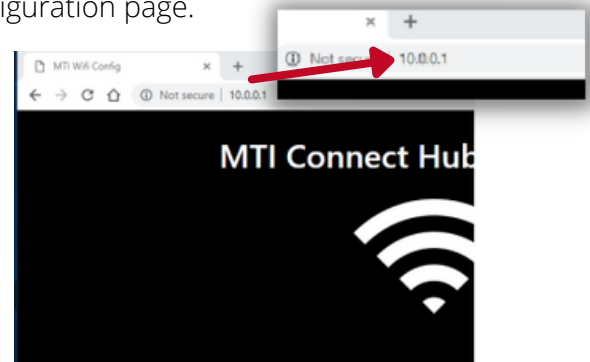 iguration page.
× +
Not secure 10.0.0.1
MTI Wifi Config × +
Not secure | 10.0.0.1
MTI Connect Hub